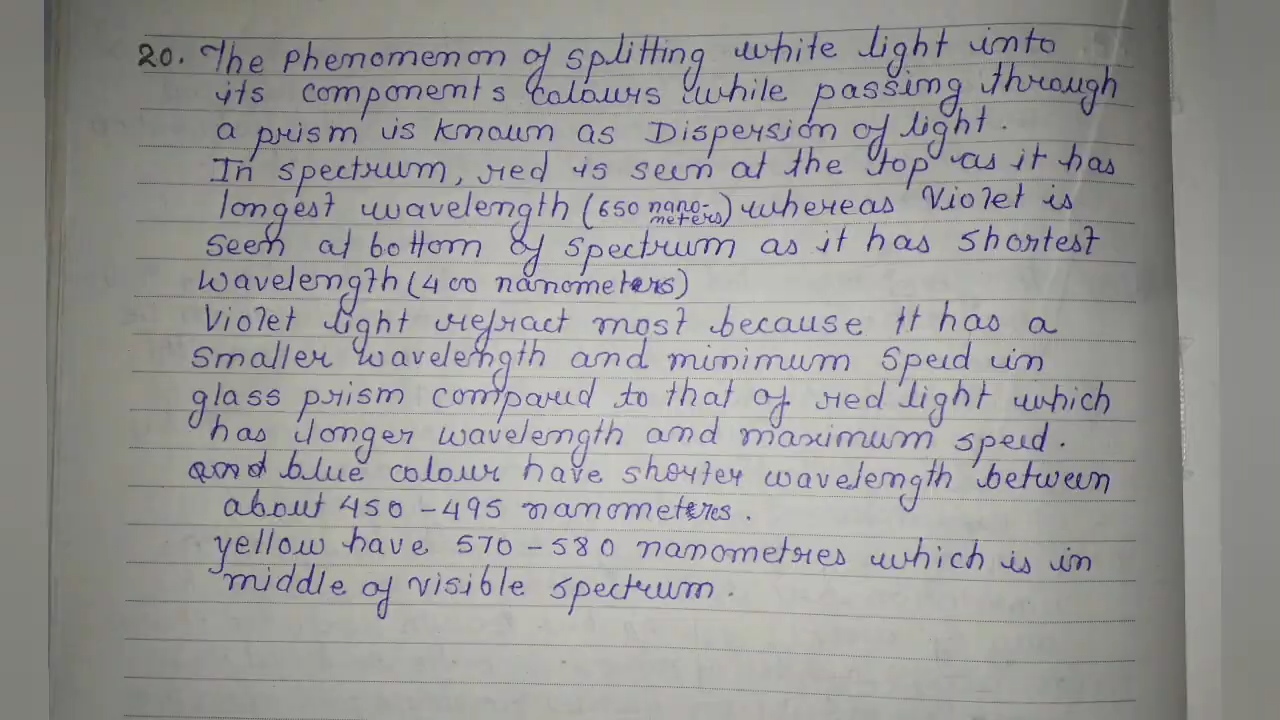 20. The phenomenon of splitting white light into
its components colours while passing through
a prism is known as Dispersion of light.
In spectrum, red is seen at the top as it has
longest wavelength (650 nano-meters) whereas Violet is
seen at bottom of spectrum as it has shortest
wavelength (400 nanometers)
Violet light refract most because it has a
smaller wavelength and minimum speed in
glass prism compared to that of red light which
has longer wavelength and maximum speed.
and blue colour have shorter wavelength between
about 450-495 nanometres.
yellow have 570-580 nanometres which is in
middle of visible spectrum.